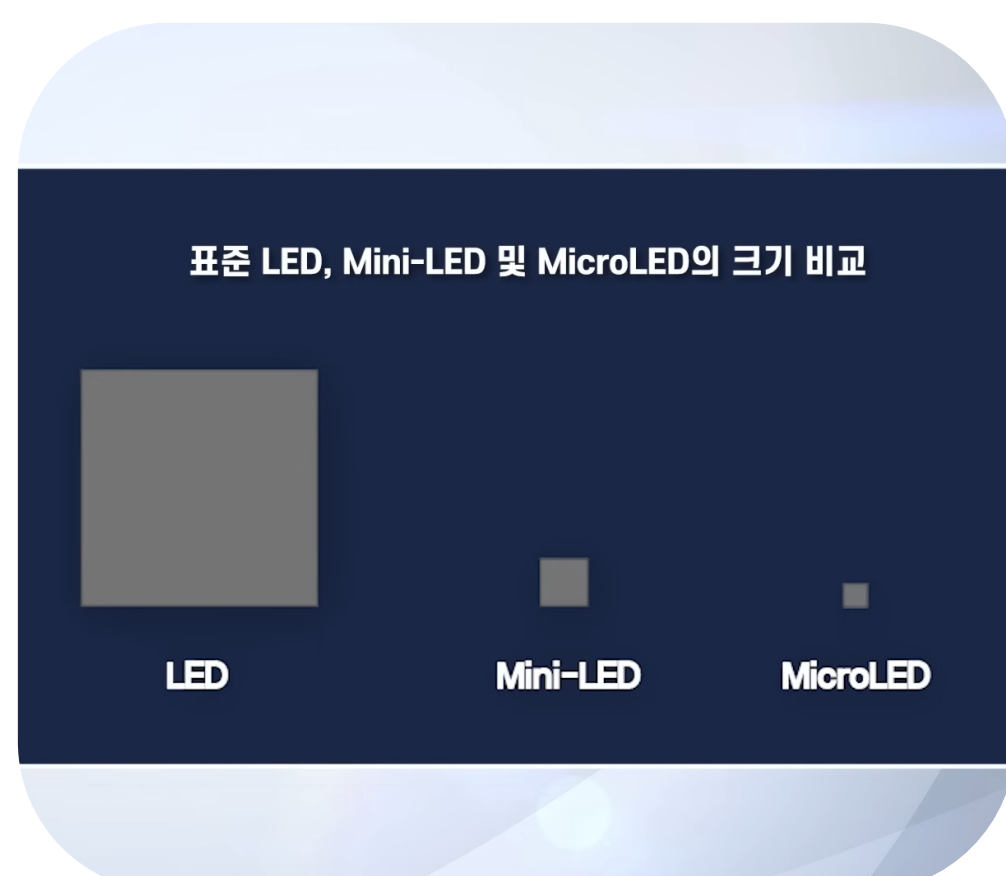 표준 LED, Mini-LED 및 MicroLED의 크기 비교
LED
Mini-LED
MicroLED